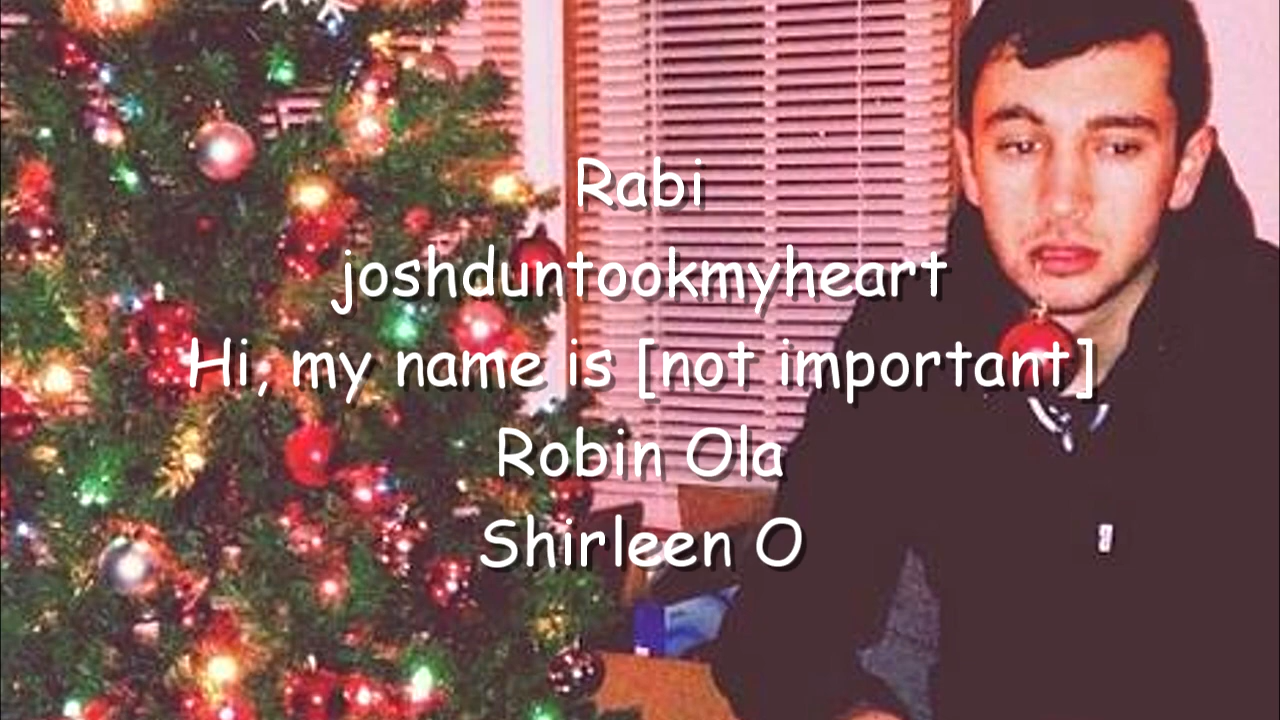 Rabi
joshduntookmyheart
Hi, my name is [not important]
Robin Ola
Shirleen O